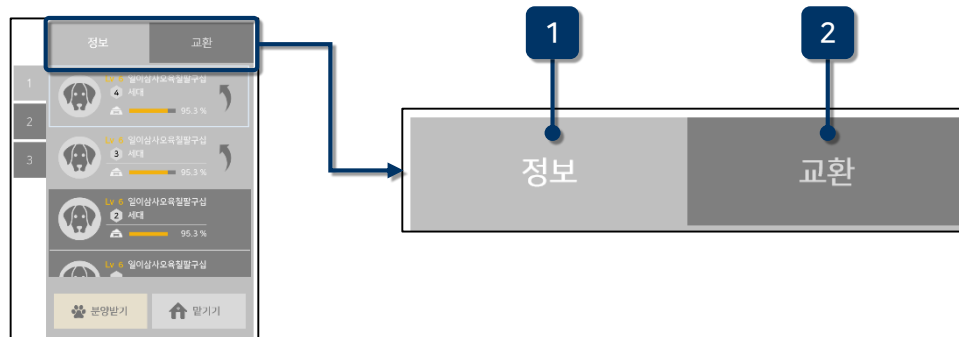 1
2
정보
교환
1
2
3
Lv 6 일이삼사오육칠팔구십
4 세대
95.3 %
Lv 6 일이삼사오육칠팔구십
3 세대
95.3 %
Lv 6 일이삼사오육칠팔구십
2 세대
95.3 %
Lv 6 일이삼사오육칠팔구십
분양받기
맡기기
정보
교환